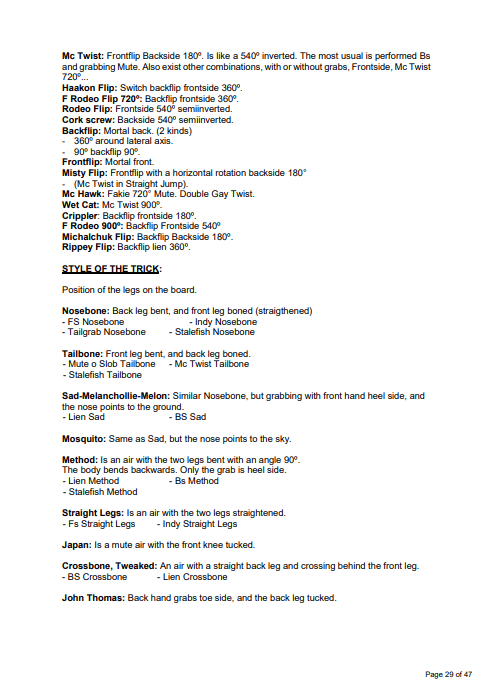 Mc Twist: Frontflip Backside 180º. Is like a 540º inverted. The most usual is performed Bs
and grabbing Mute. Also exist other combinations, with or without grabs, Frontside, Mc Twist
720º...
Haakon Flip: Switch backflip frontside 360º.
F Rodeo Flip 720º: Backflip frontside 360º.
Rodeo Flip: Frontside 540º semiinverted.
Cork screw: Backside 540º semiinverted.
Backflip: Mortal back. (2 kinds)
- 360º around lateral axis.
- 90º backflip 90º.
Frontflip: Mortal front.
Misty Flip: Frontflip with a horizontal rotation backside 180°
- (Mc Twist in Straight Jump).
Mc Hawk: Fakie 720° Mute. Double Gay Twist.
Wet Cat: Mc Twist 900º.
Crippler: Backflip frontside 180º.
F Rodeo 900º: Backflip Frontside 540º
Michalchuk Flip: Backflip Backside 180º.
Rippey Flip: Backflip lien 360º.
STYLE OF THE TRICK:
Position of the legs on the board.
Nosebone: Back leg bent, and front leg boned (straigthened)
- FS Nosebone - Indy Nosebone
- Tailgrab Nosebone - Stalefish Nosebone
Tailbone: Front leg bent, and back leg boned.
- Mute o Slob Tailbone - Mc Twist Tailbone
- Stalefish Tailbone
Sad-Melanchollie-Melon: Similar Nosebone, but grabbing with front hand heel side, and
the nose points to the ground.
- Lien Sad - BS Sad
Mosquito: Same as Sad, but the nose points to the sky.
Method: Is an air with the two legs bent with an angle 90º.
The body bends backwards. Only the grab is heel side.
- Lien Method - Bs Method
- Stalefish Method
Straight Legs: Is an air with the two legs straightened.
- Fs Straight Legs - Indy Straight Legs
Japan: Is a mute air with the front knee tucked.
Crossbone, Tweaked: An air with a straight back leg and crossing behind the front leg.
- BS Crossbone - Lien Crossbone
John Thomas: Back hand grabs toe side, and the back leg tucked.
Page 29 of 47